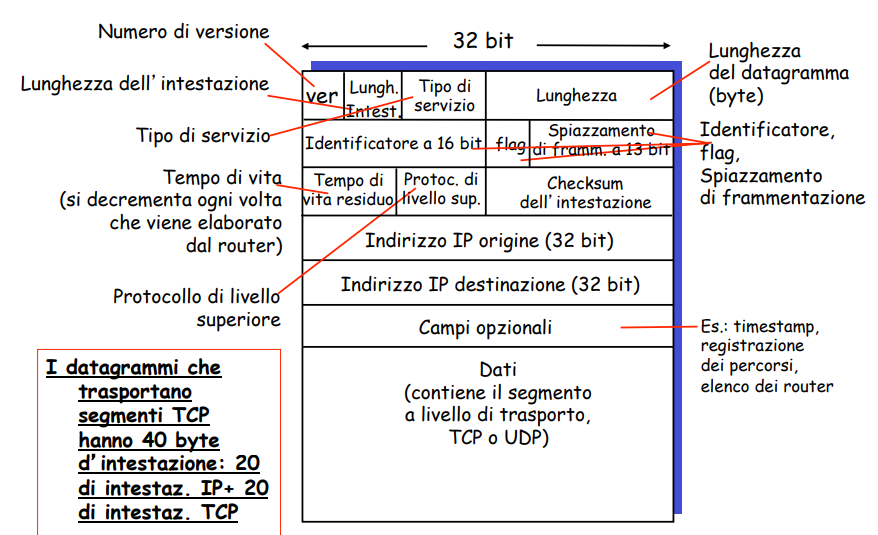 Numero di versione
32 bit
Lunghezza
del datagramma
(byte)
Lunghezza dell’intestazione
ver
Lungh.
Intest.
Tipo di
servizio
Lunghezza
Tipo di servizio
Identificatore a 16 bit
flag
Spiazzamento
di framm. a 13 bit
Identificatore,
flag,
Spiazzamento
di frammentazione
Tempo di vita
(si decrementa ogni volta
che viene elaborato
dal router)
Tempo di
vita residuo
Protoc. di
livello sup.
Checksum
dell’intestazione
Indirizzo IP origine (32 bit)
Indirizzo IP destinazione (32 bit)
Protocollo di livello
superiore
Campi opzionali
Es.: timestamp,
registrazione
dei percorsi,
elenco dei router
Dati
(contiene il segmento
a livello di trasporto,
TCP o UDP)
I datagrammi che
trasportano
segmenti TCP
hanno 40 byte
d’intestazione: 20
di intestaz. IP+ 20
di intestaz. TCP